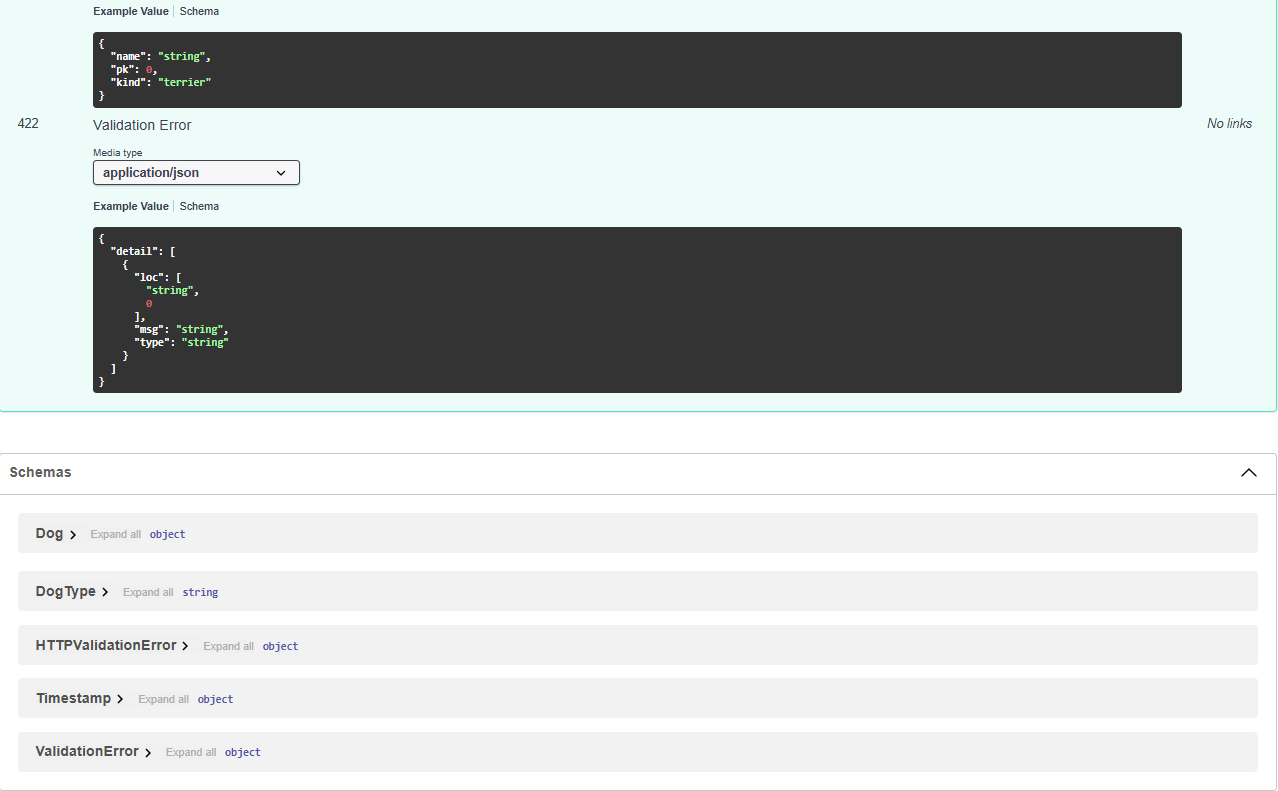 Example Value | Schema
{
  "name": "string",
  "pk": 0,
  "kind": "terrier"
}
422 Validation Error No links
Media type
application/json
Example Value | Schema
{
  "detail": [
    {
      "loc": [
        "string",
        0
      ],
      "msg": "string",
      "type": "string"
    }
  ]
}
Schemas
Dog Expand all object
DogType Expand all string
HTTPValidationError Expand all object
Timestamp Expand all object
ValidationError Expand all object